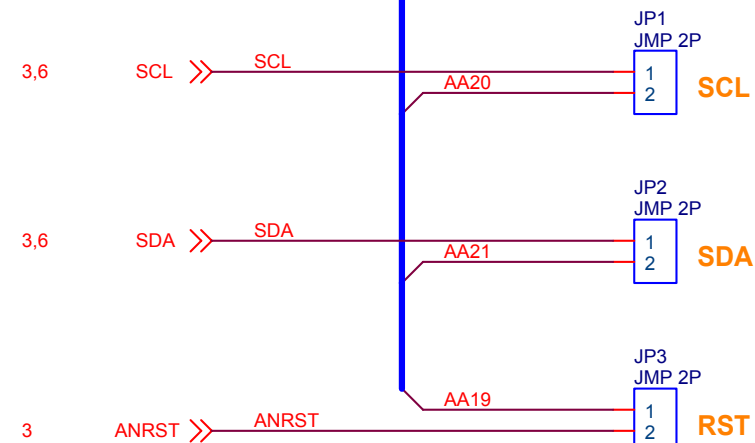 JP1
JMP 2P
3,6 SCL SCL 1 SCL
AA20 2
JP2
JMP 2P
3,6 SDA SDA 1 SDA
AA21 2
JP3
JMP 2P
AA19 1
3 ANRST ANRST 2 RST